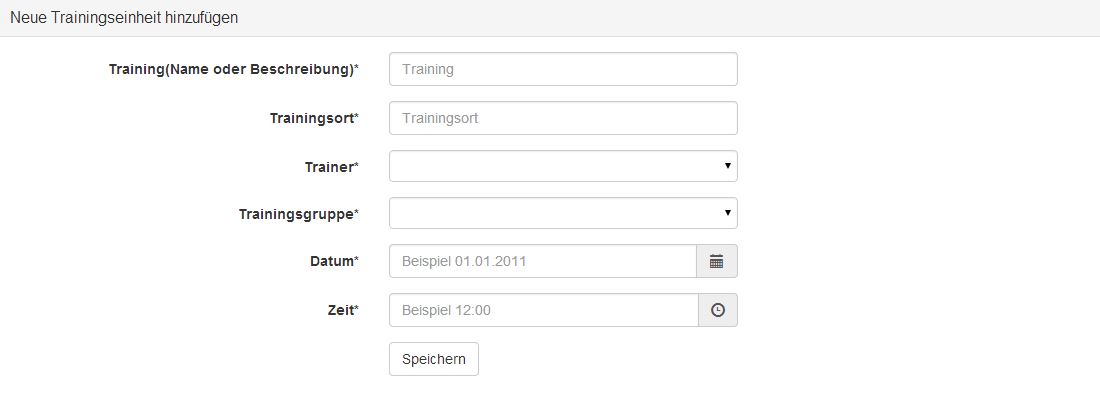 Neue Trainingseinheit hinzufügen
Training(Name oder Beschreibung)* Training
Trainingsort* Trainingsort
Trainer*
Trainingsgruppe*
Datum* Beispiel 01.01.2011
Zeit* Beispiel 12:00
Speichern